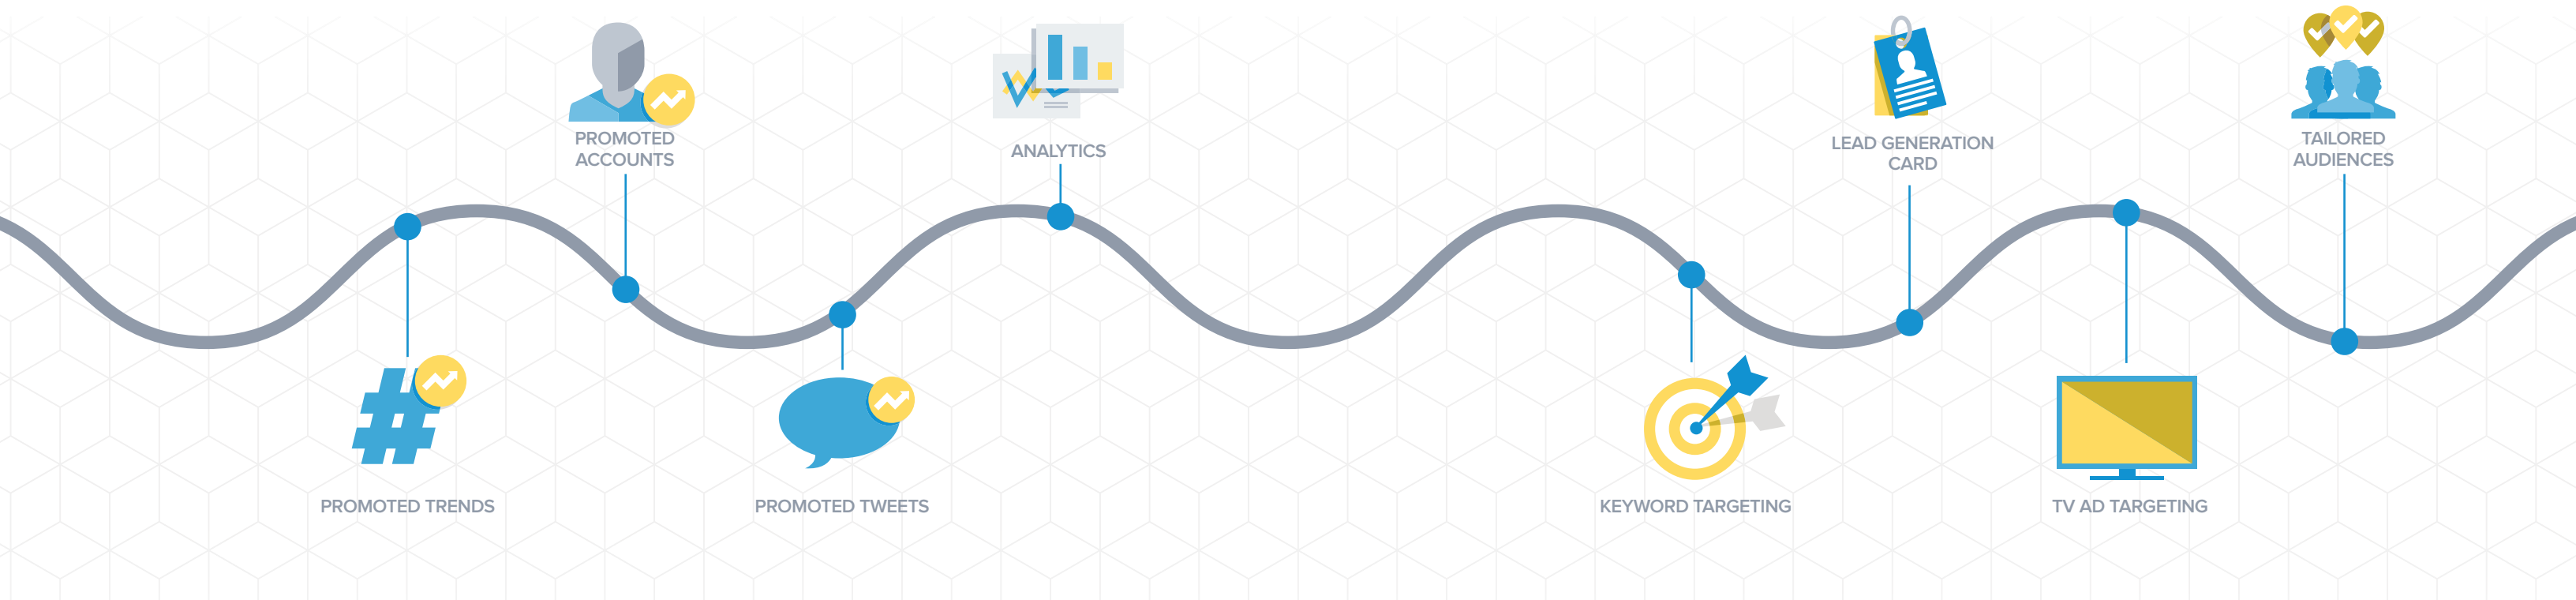 PROMOTED
ACCOUNTS
ANALYTICS
LEAD GENERATION
CARD
TAILORED
AUDIENCES
PROMOTED TRENDS
PROMOTED TWEETS
KEYWORD TARGETING
TV AD TARGETING